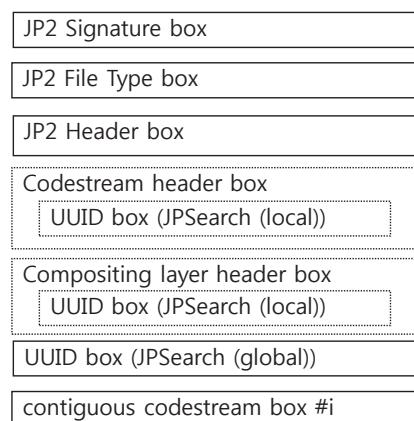 JP2 Signature box
JP2 File Type box
JP2 Header box
Codestream header box
UUID box (JPSearch (local))
Compositing layer header box
UUID box (JPSearch (local))
UUID box (JPSearch (global))
contiguous codestream box #i